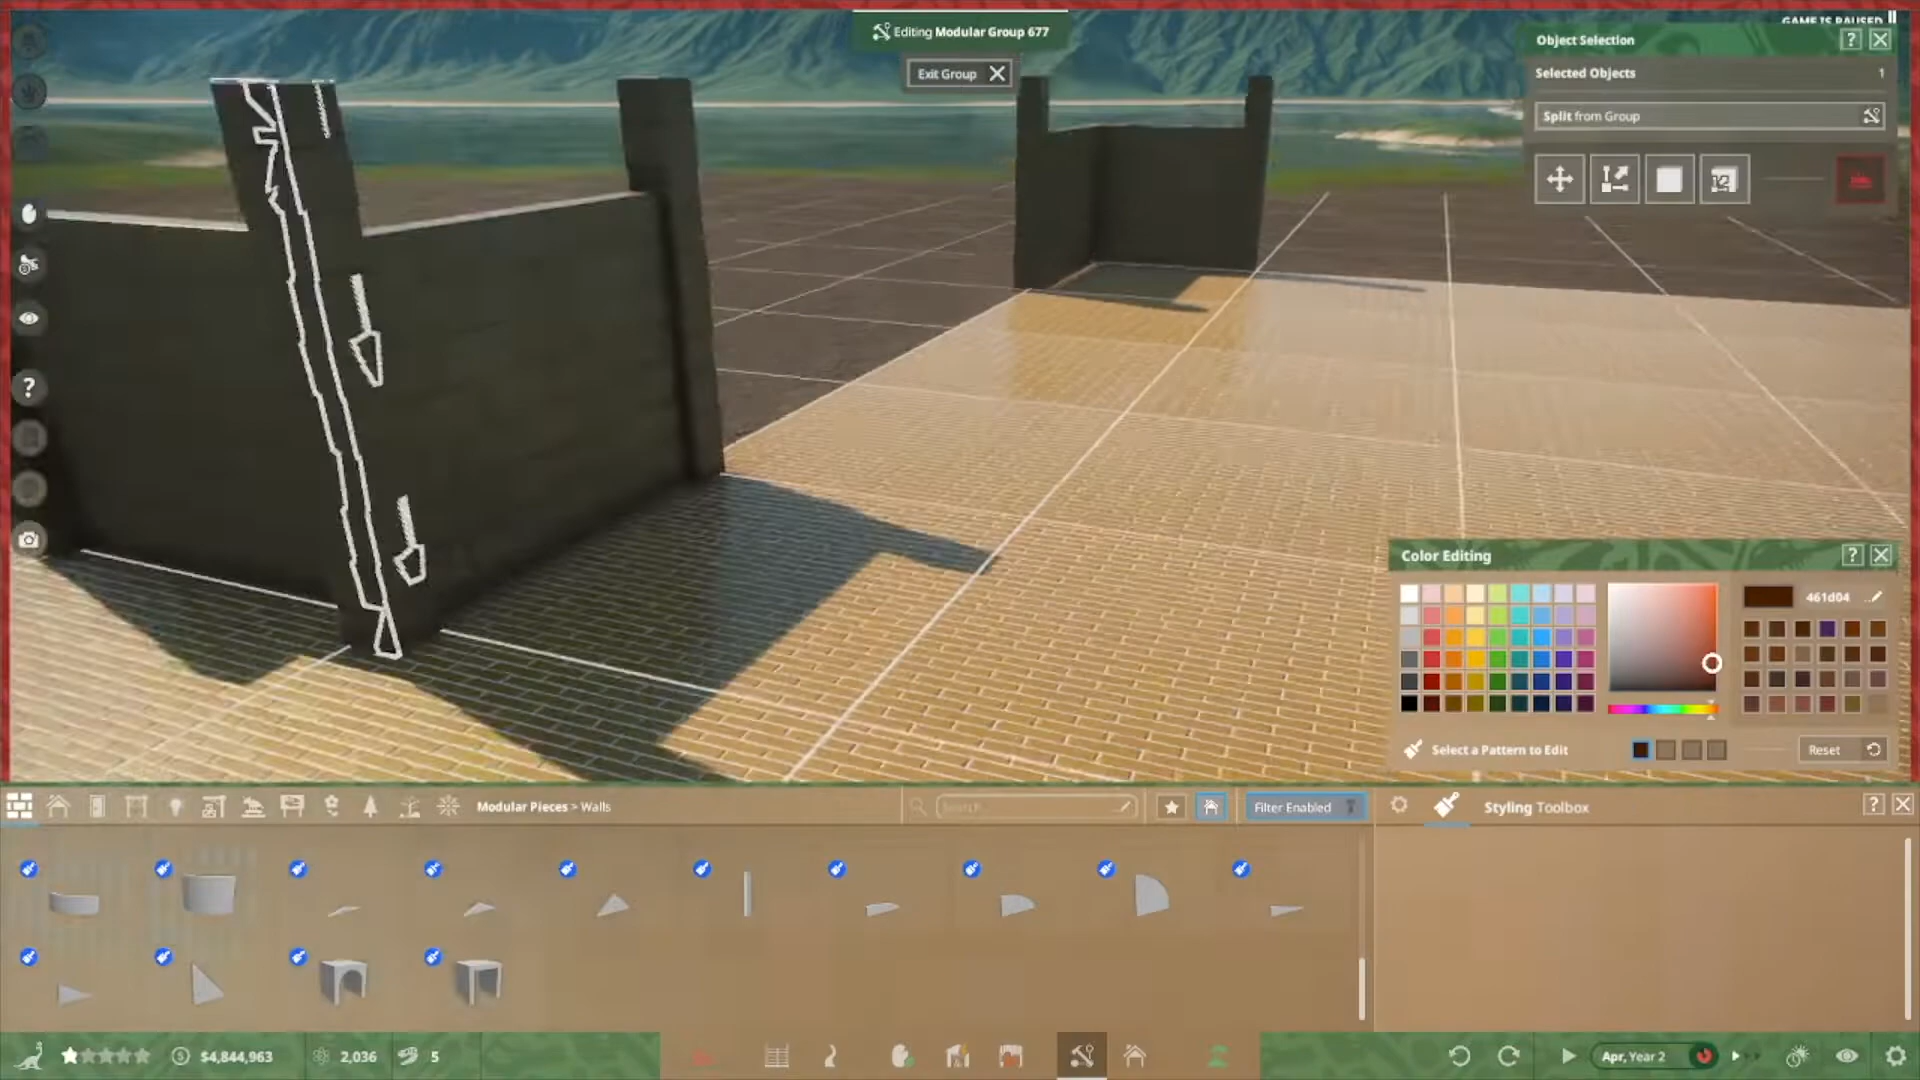 GAME IS PAUSED
Editing Modular Group 677
Exit Group
Object Selection
Selected Objects 1
Split from Group
Color Editing
461d04
Select a Pattern to Edit
Reset
Modular Pieces > Walls
Search...
Filter Enabled
Styling Toolbox
$4,844,963
2,036
5
Apr, Year 2